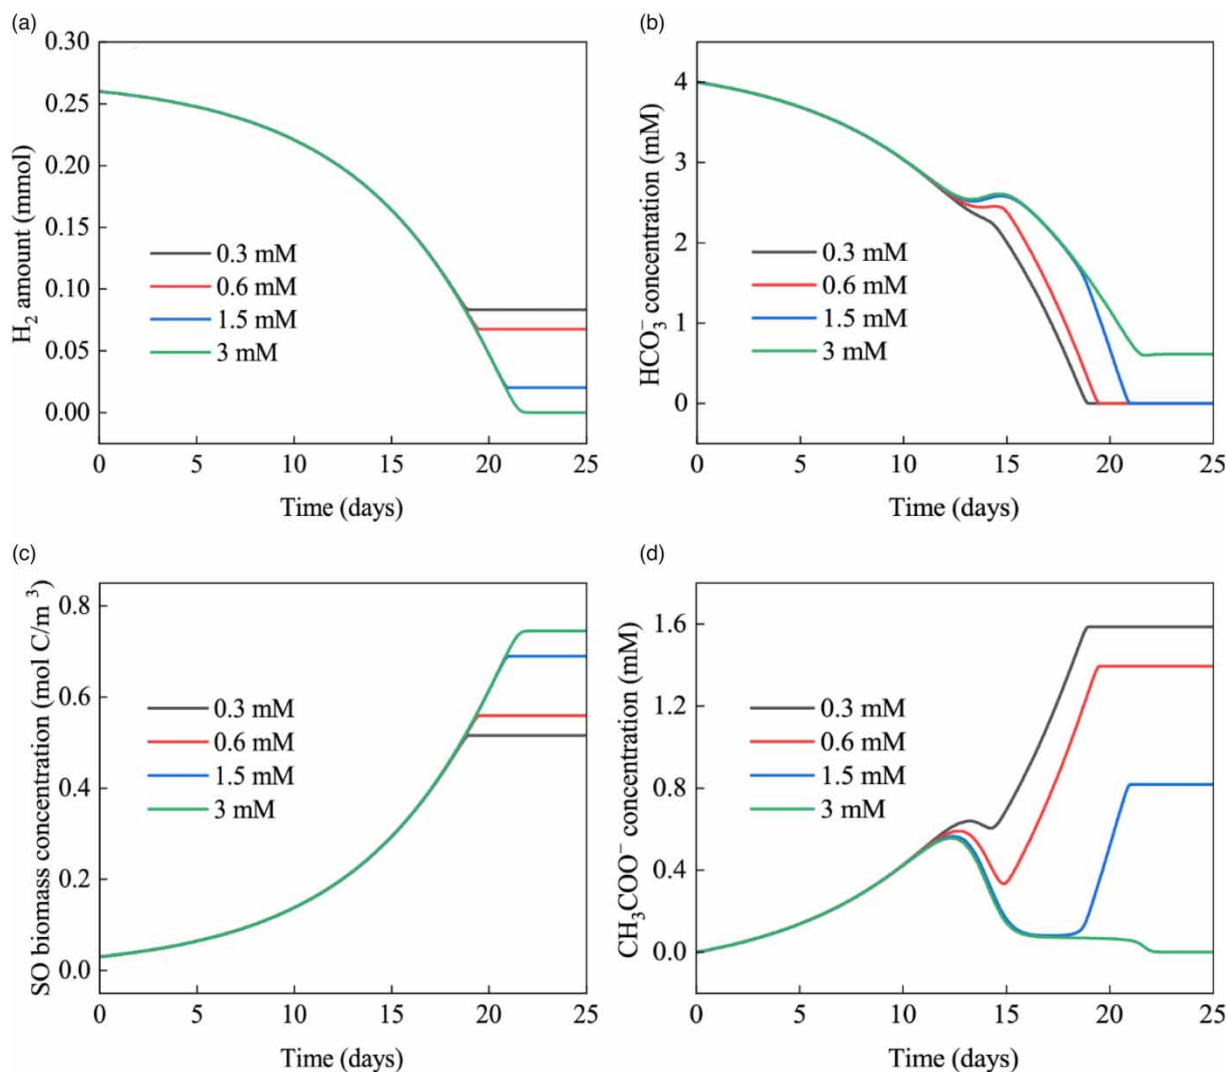 (a)
H₂ amount (mmol)
0.30
0.25
0.20
0.15
0.10
0.05
0.00
0.3 mM
0.6 mM
1.5 mM
3 mM
0 5 10 15 20 25
Time (days)
(b)
HCO₃⁻ concentration (mM)
4
3
2
1
0
0.3 mM
0.6 mM
1.5 mM
3 mM
0 5 10 15 20 25
Time (days)
(c)
SO biomass concentration (mol C/m ³)
0.8
0.6
0.4
0.2
0.0
0.3 mM
0.6 mM
1.5 mM
3 mM
0 5 10 15 20 25
Time (days)
(d)
CH₃COO⁻ concentration (mM)
1.6
1.2
0.8
0.4
0.0
0.3 mM
0.6 mM
1.5 mM
3 mM
0 5 10 15 20 25
Time (days)